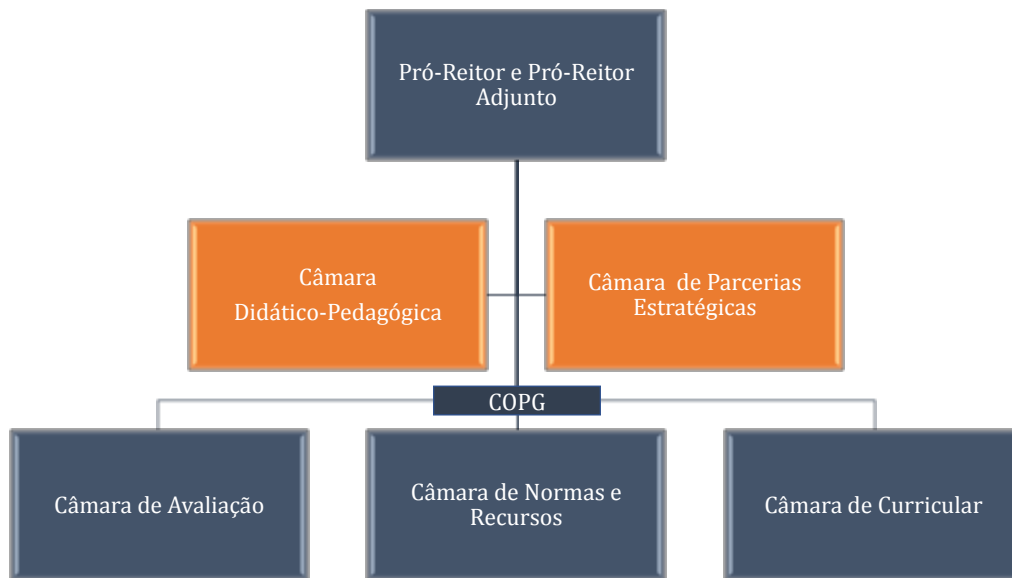 Pró-Reitor e Pró-Reitor
Adjunto
Câmara
Didático-Pedagógica
Câmara  de Parcerias
Estratégicas
COPG
Câmara de Avaliação
Câmara de Normas e
Recursos
Câmara de Curricular